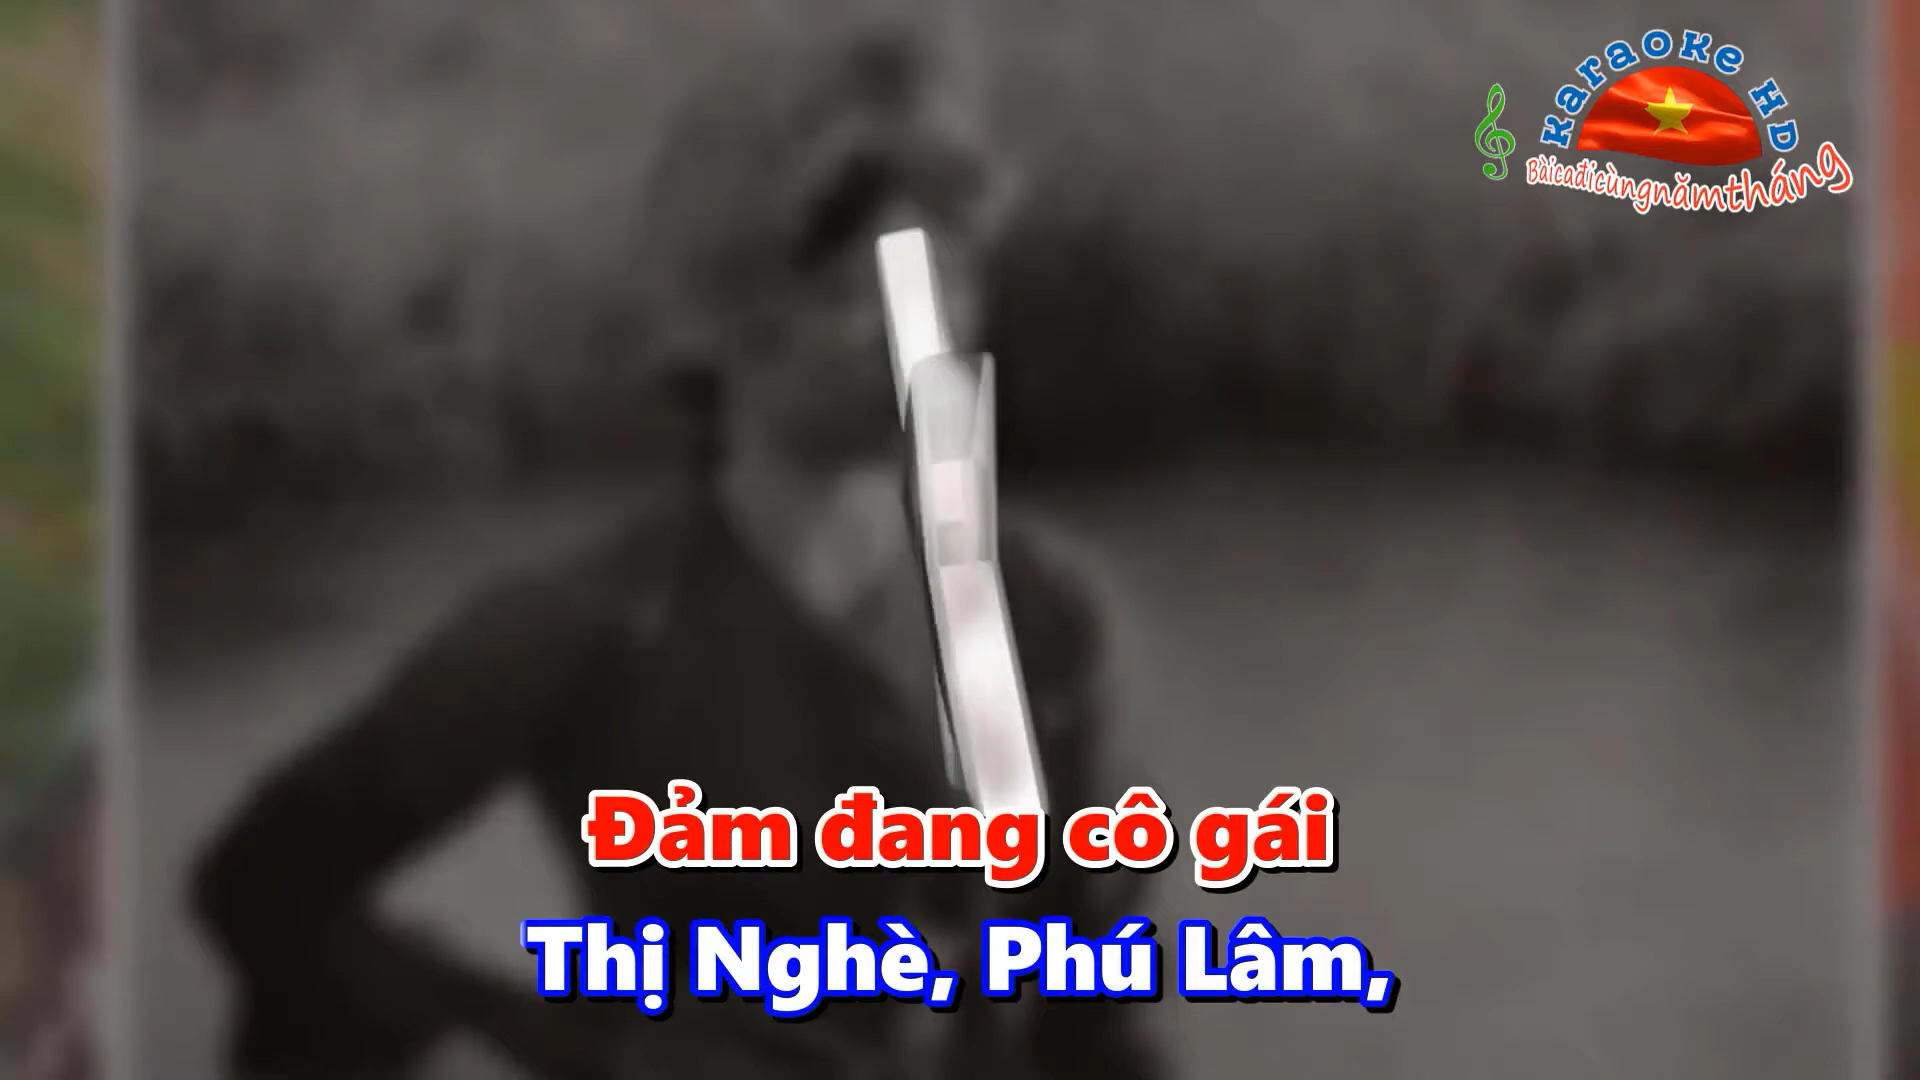 Karaoke HD
Bàicađicùngnămtháng
Đảm đang cô gái
Thị Nghè, Phú Lâm,